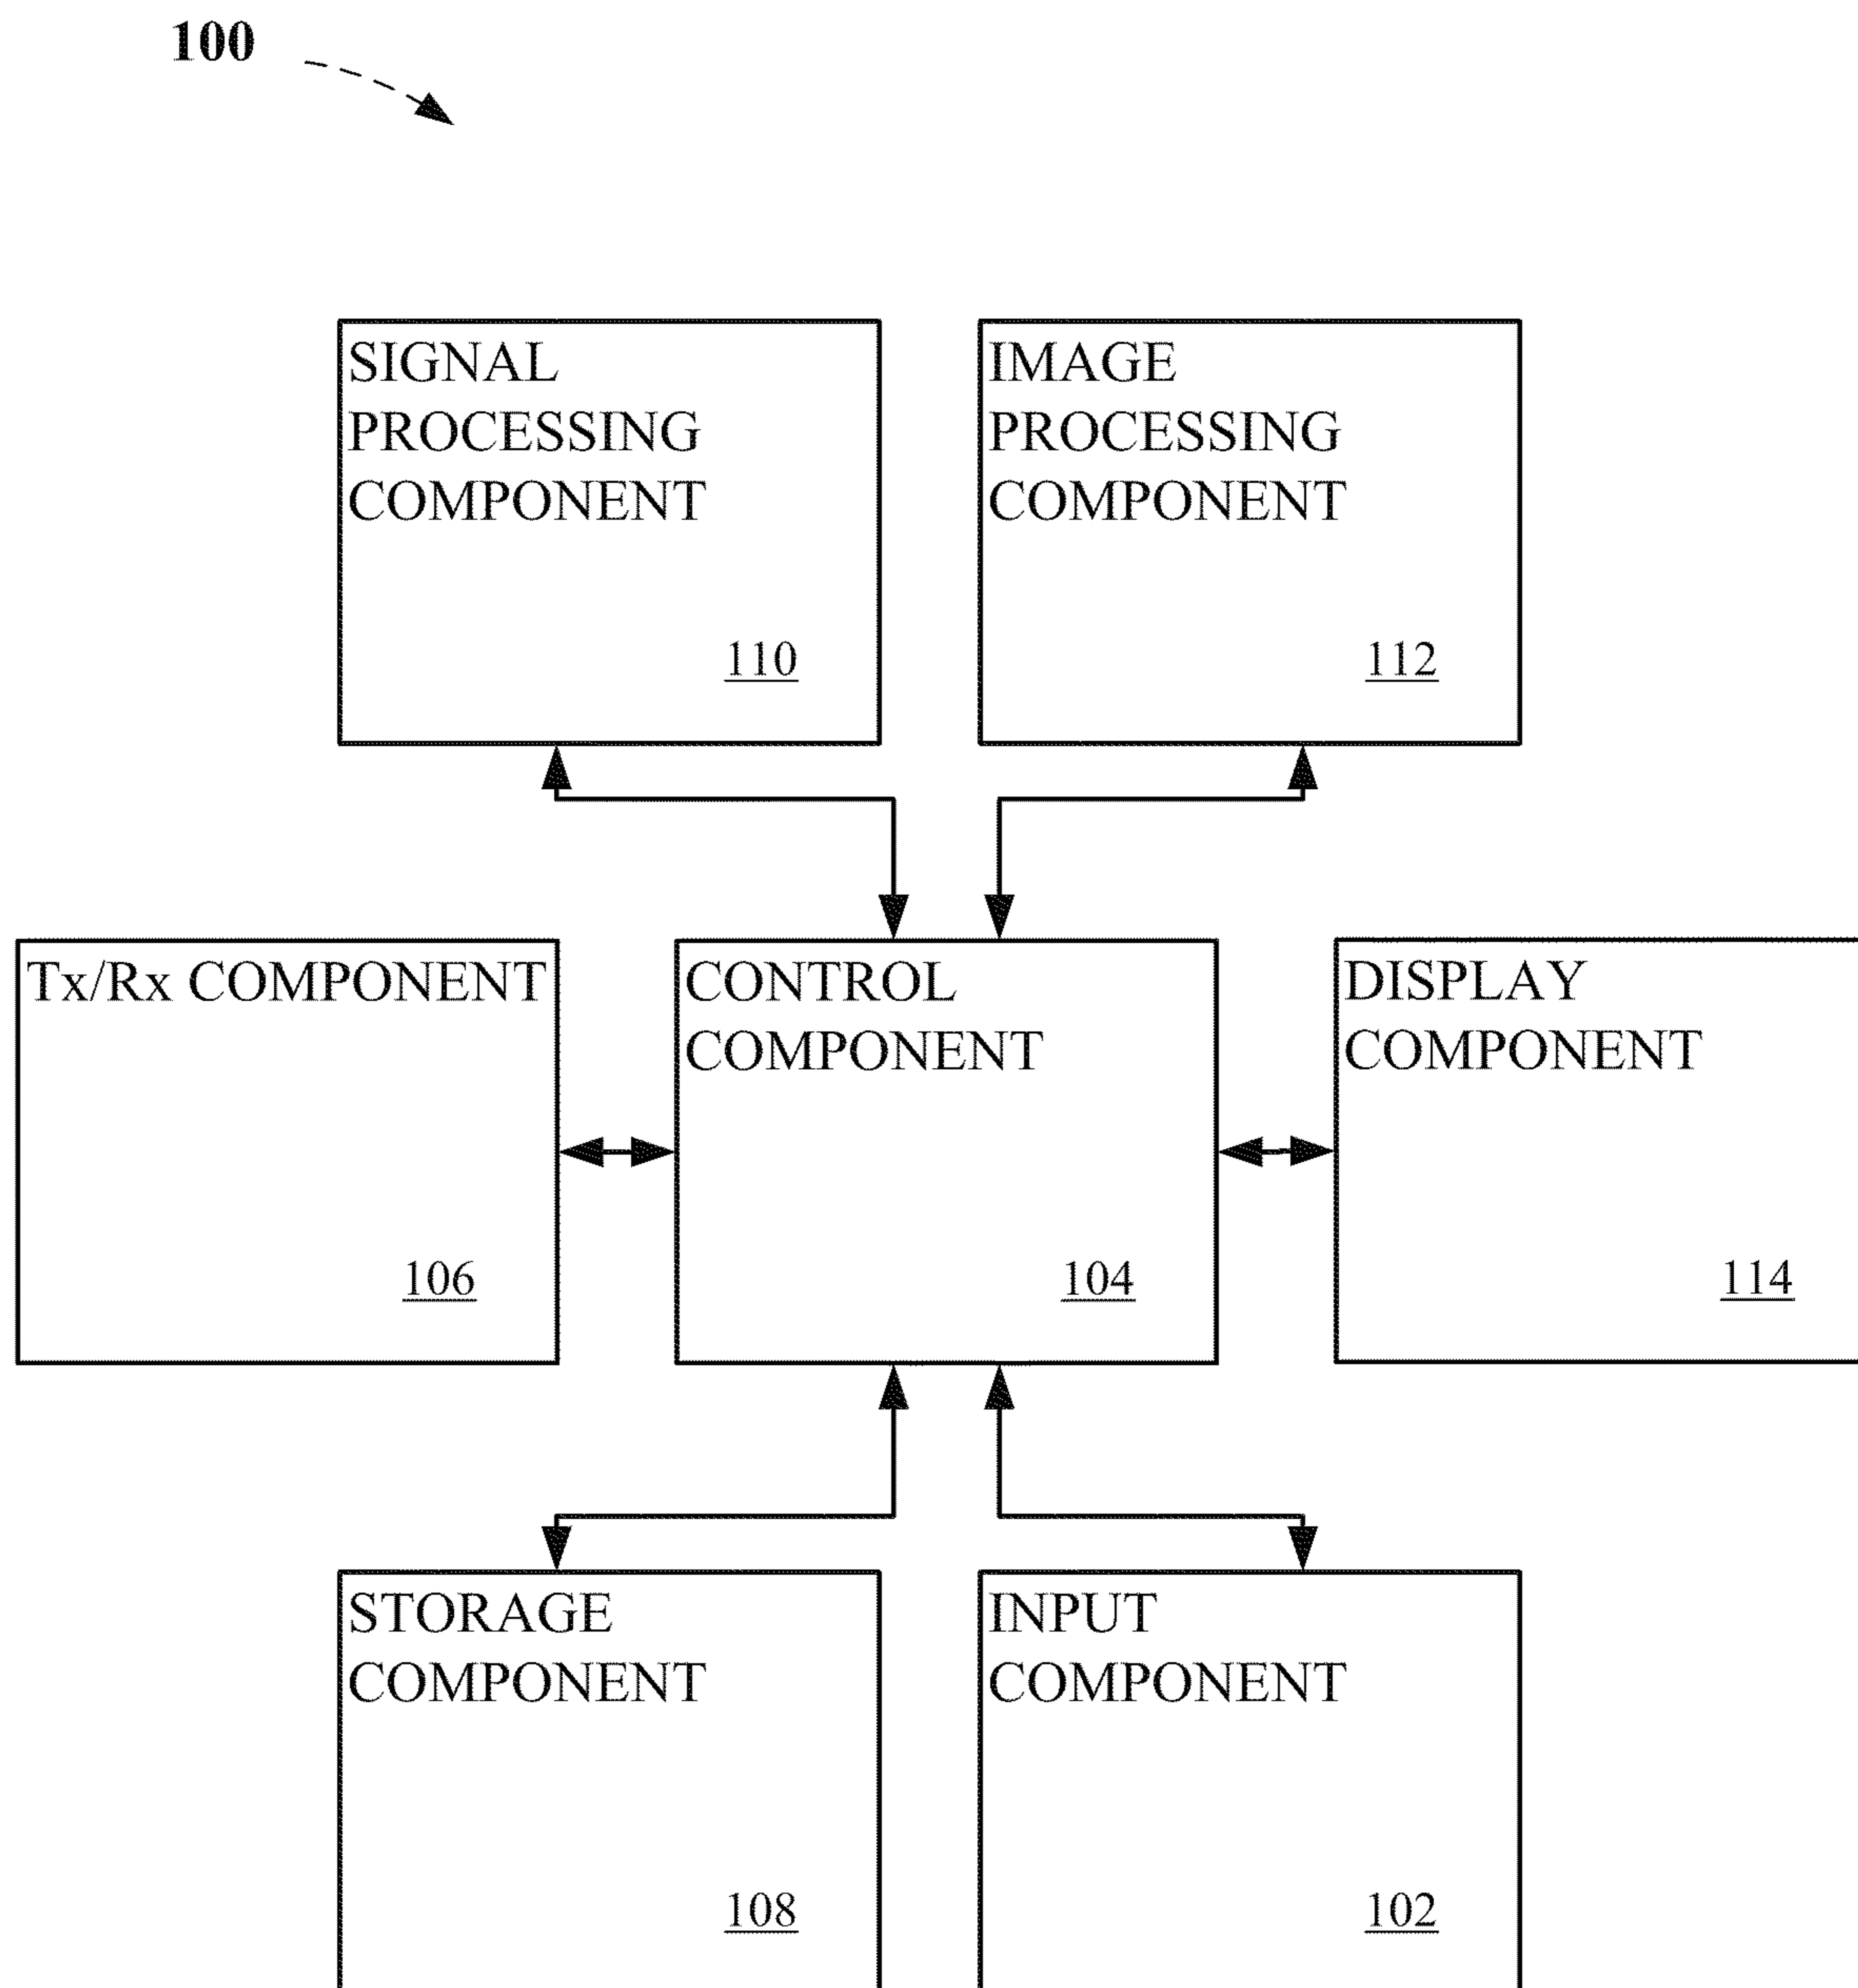 100
SIGNAL
PROCESSING
COMPONENT
110
IMAGE
PROCESSING
COMPONENT
112
Tx/Rx COMPONENT
106
CONTROL
COMPONENT
104
DISPLAY
COMPONENT
114
STORAGE
COMPONENT
108
INPUT
COMPONENT
102